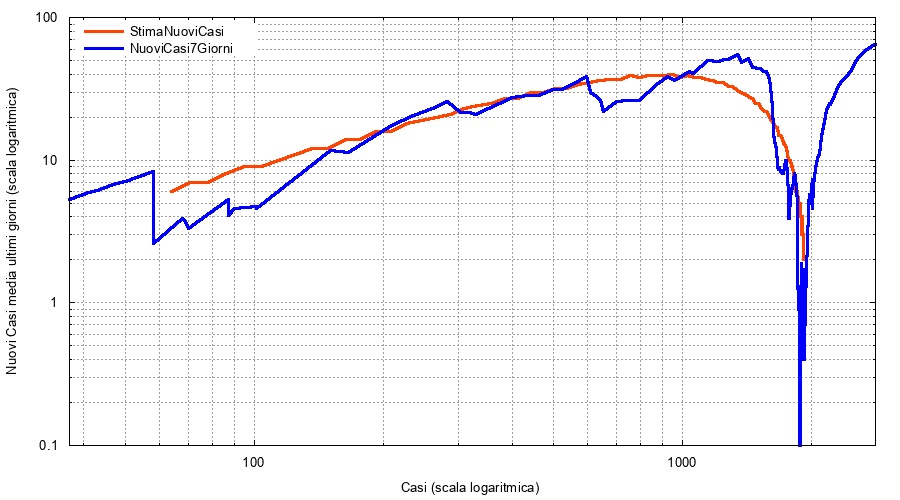 StimaNuoviCasi
NuoviCasi7Giorni
100
10
1
0.1
100
1000
Nuovi Casi media ultimi giorni (scala logaritmica)
Casi (scala logaritmica)